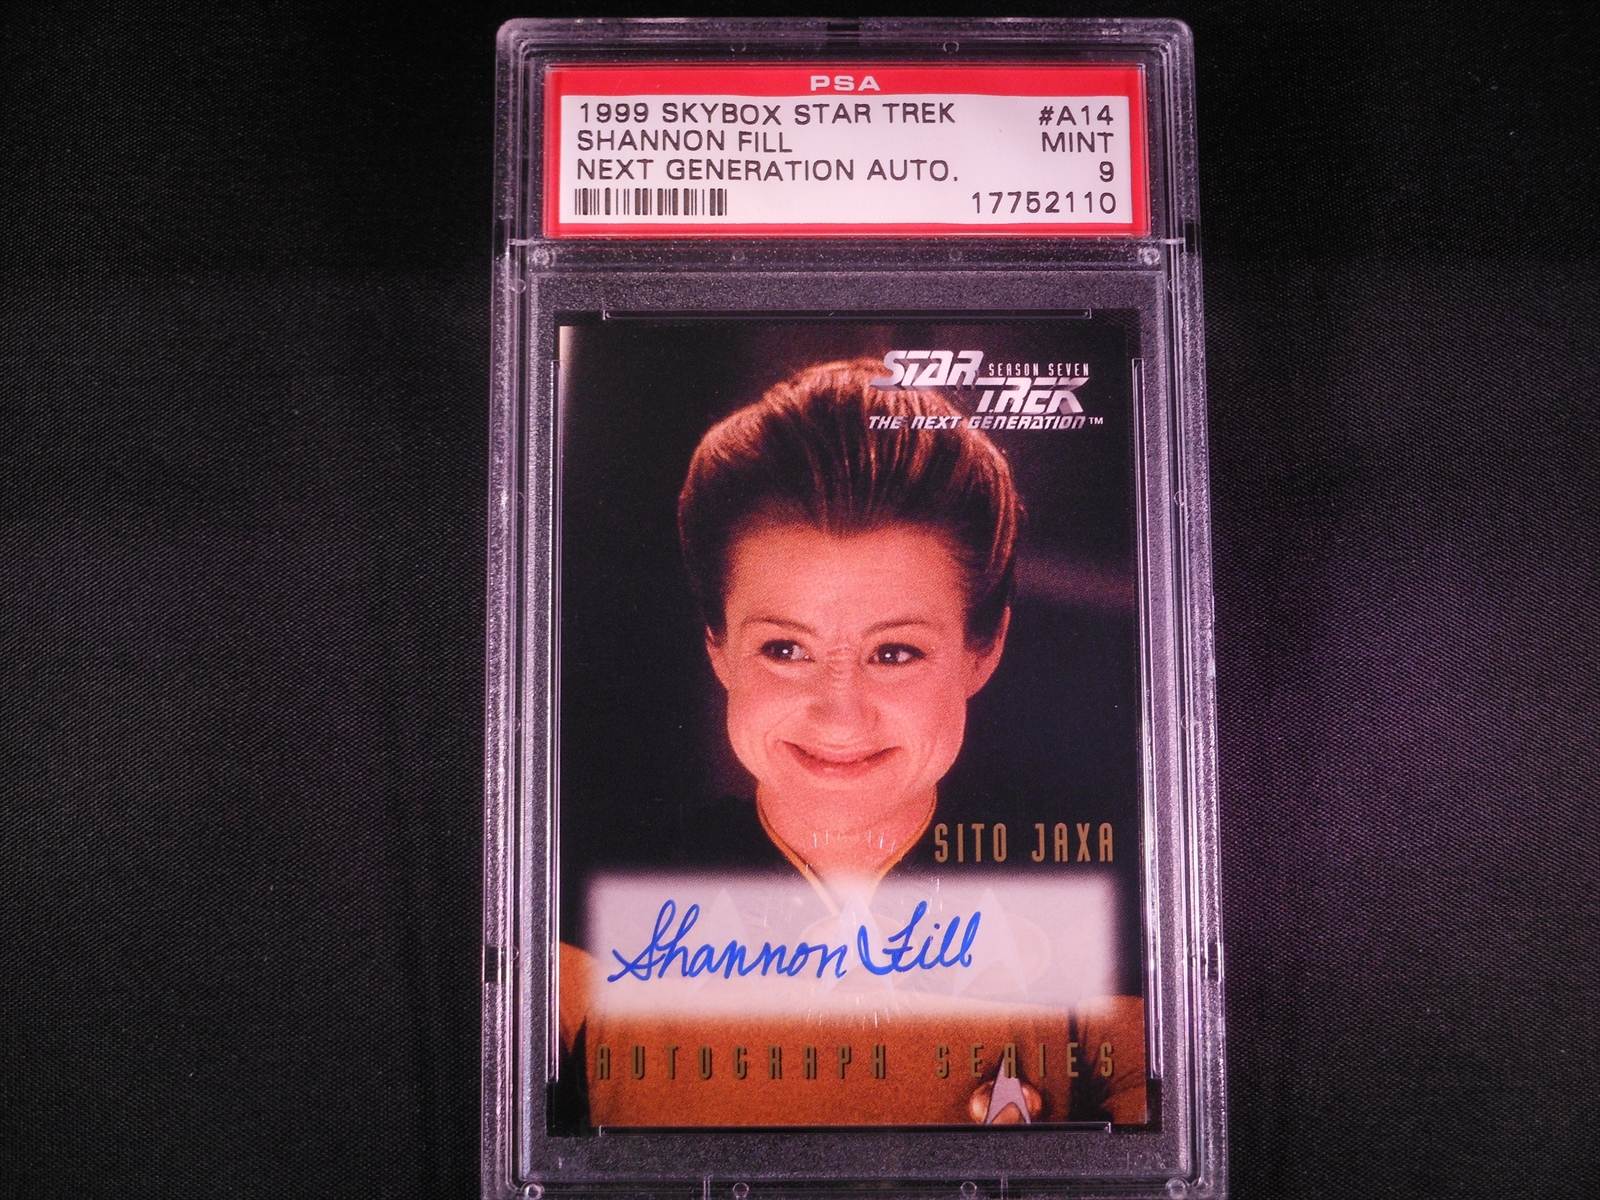 PSA
1999 SKYBOX STAR TREK #A14
SHANNON FILL MINT
NEXT GENERATION AUTO. 9
17752110
STAR SEASON SEVEN
TREK
THE NEXT GENERATION™
SITO JAXA
Shannon Fill
AUTOGRAPH SERIES